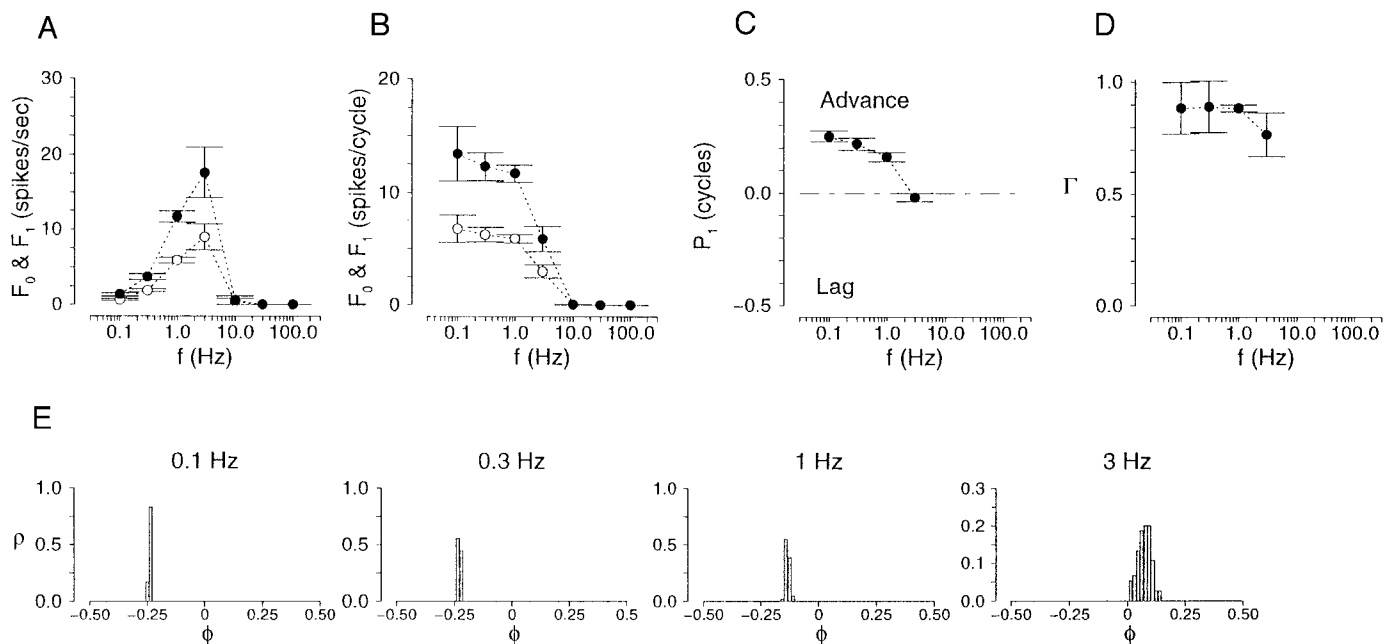 A
B
C
D
F0 & F1 (spikes/sec)
30
20
10
0
0.1 1.0 10.0 100.0
f (Hz)
F0 & F1 (spikes/cycle)
20
10
0
0.1 1.0 10.0 100.0
f (Hz)
P1 (cycles)
0.5
0.0
−0.5
Advance
Lag
0.1 1.0 10.0 100.0
f (Hz)
Γ
1.0
0.5
0.0
0.1 1.0 10.0 100.0
f (Hz)
E
0.1 Hz
ρ
1.0
0.5
0.0
−0.50 −0.25 0 0.25 0.50
ϕ
0.3 Hz
1.0
0.5
0.0
−0.50 −0.25 0 0.25 0.50
ϕ
1 Hz
1.0
0.5
0.0
−0.50 −0.25 0 0.25 0.50
ϕ
3 Hz
0.3
0.2
0.1
0.0
−0.50 −0.25 0 0.25 0.50
ϕ